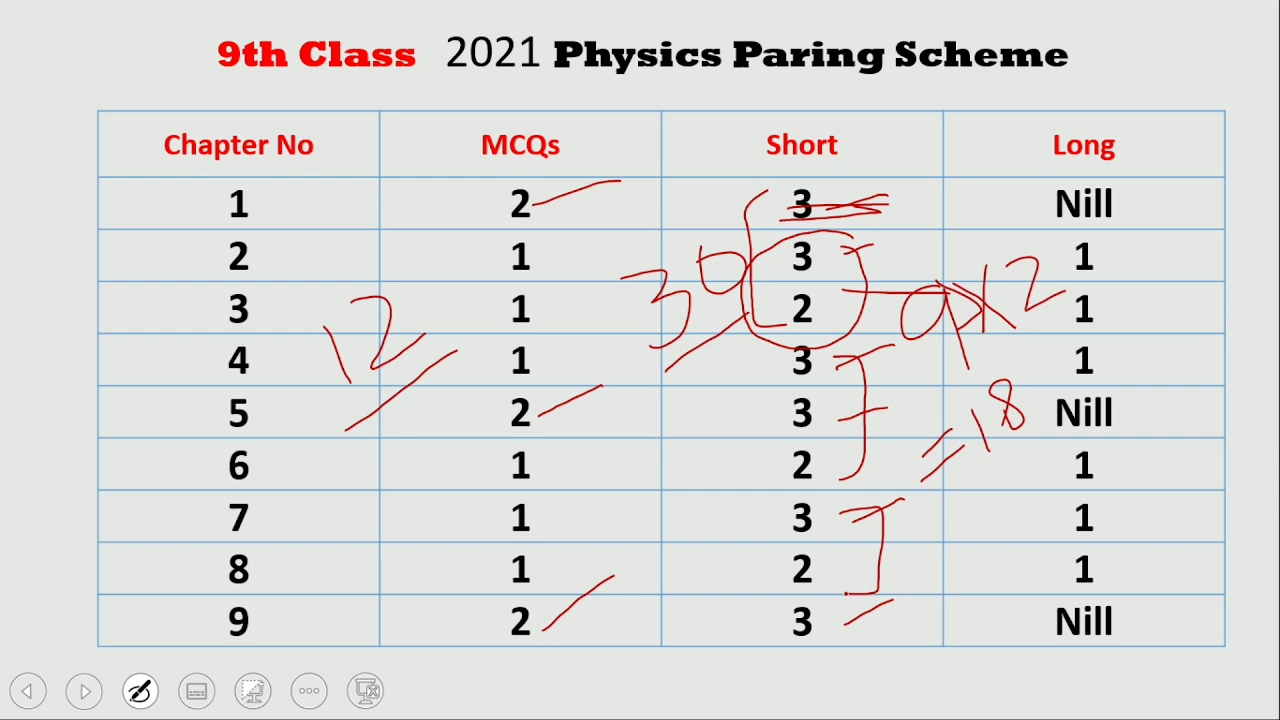 9th Class 2021 Physics Paring Scheme
Chapter No MCQs Short Long
1 2 3 Nill
2 1 3 1
3 1 2 1
4 1 3 1
5 2 3 Nill
6 1 2 1
7 1 3 1
8 1 2 1
9 2 3 Nill
12
30
12
=18